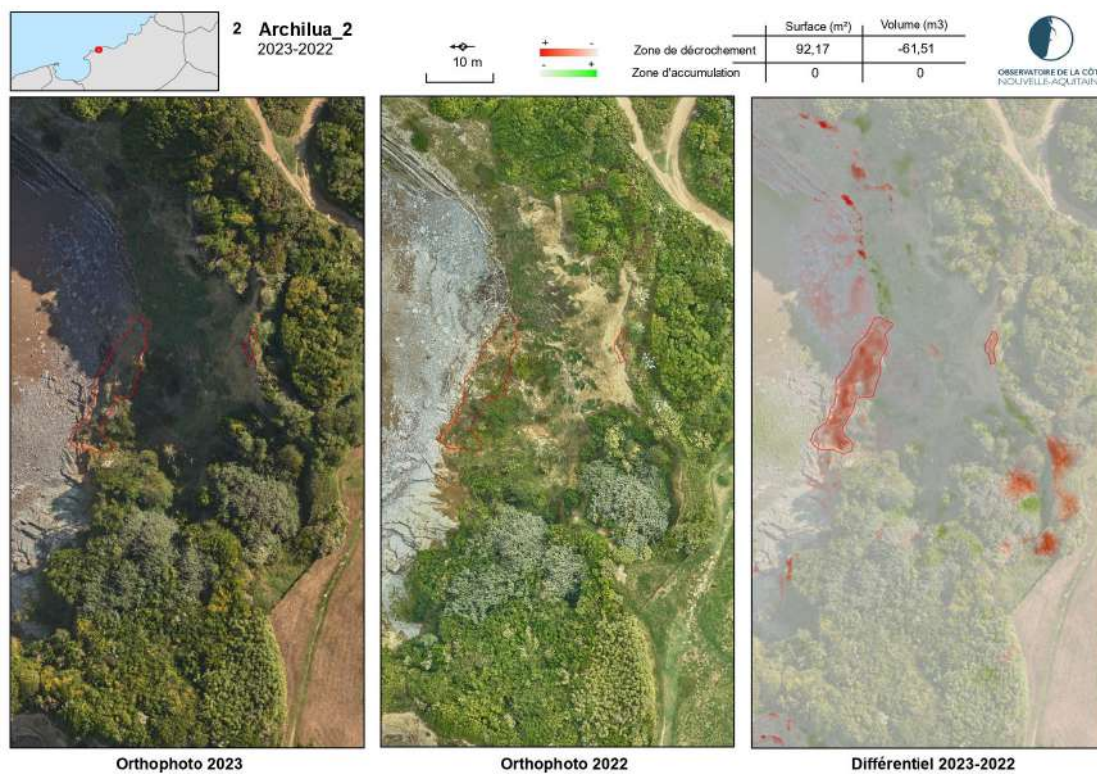 2 Archilua_2
2023-2022
10 m
+ -
- +
Zone de décrochement
Zone d'accumulation
Surface (m²) Volume (m3)
92,17 -61,51
0 0
OBSERVATOIRE DE LA CÔT
NOUVELLE-AQUITAIN
Orthophoto 2023
Orthophoto 2022
Différentiel 2023-2022